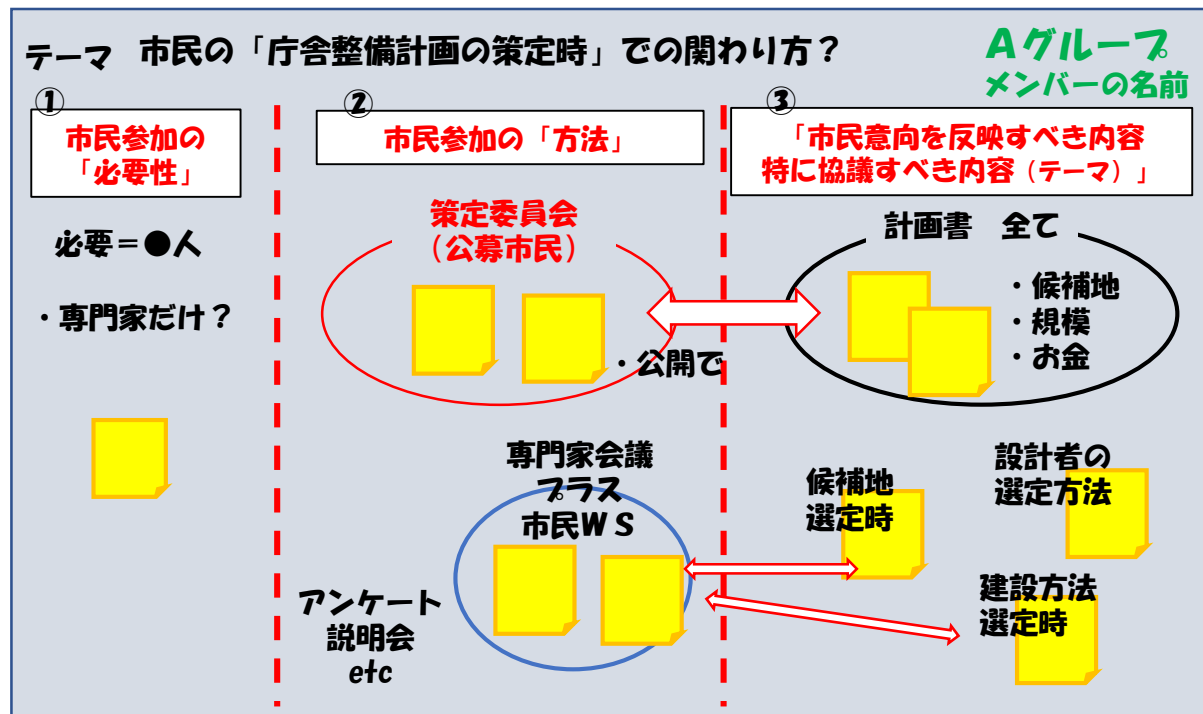 テーマ 市民の「庁舎整備計画の策定時」での関わり方？
Aグループ
メンバーの名前
①
市民参加の
「必要性」
必要＝●人
・専門家だけ？
②
市民参加の「方法」
策定委員会
（公募市民）
・公開で
専門家会議
プラス
市民ＷＳ
アンケート
説明会
etc
③
「市民意向を反映すべき内容
特に協議すべき内容（テーマ）」
計画書　全て
・候補地
・規模
・お金
候補地
選定時
設計者の
選定方法
建設方法
選定時